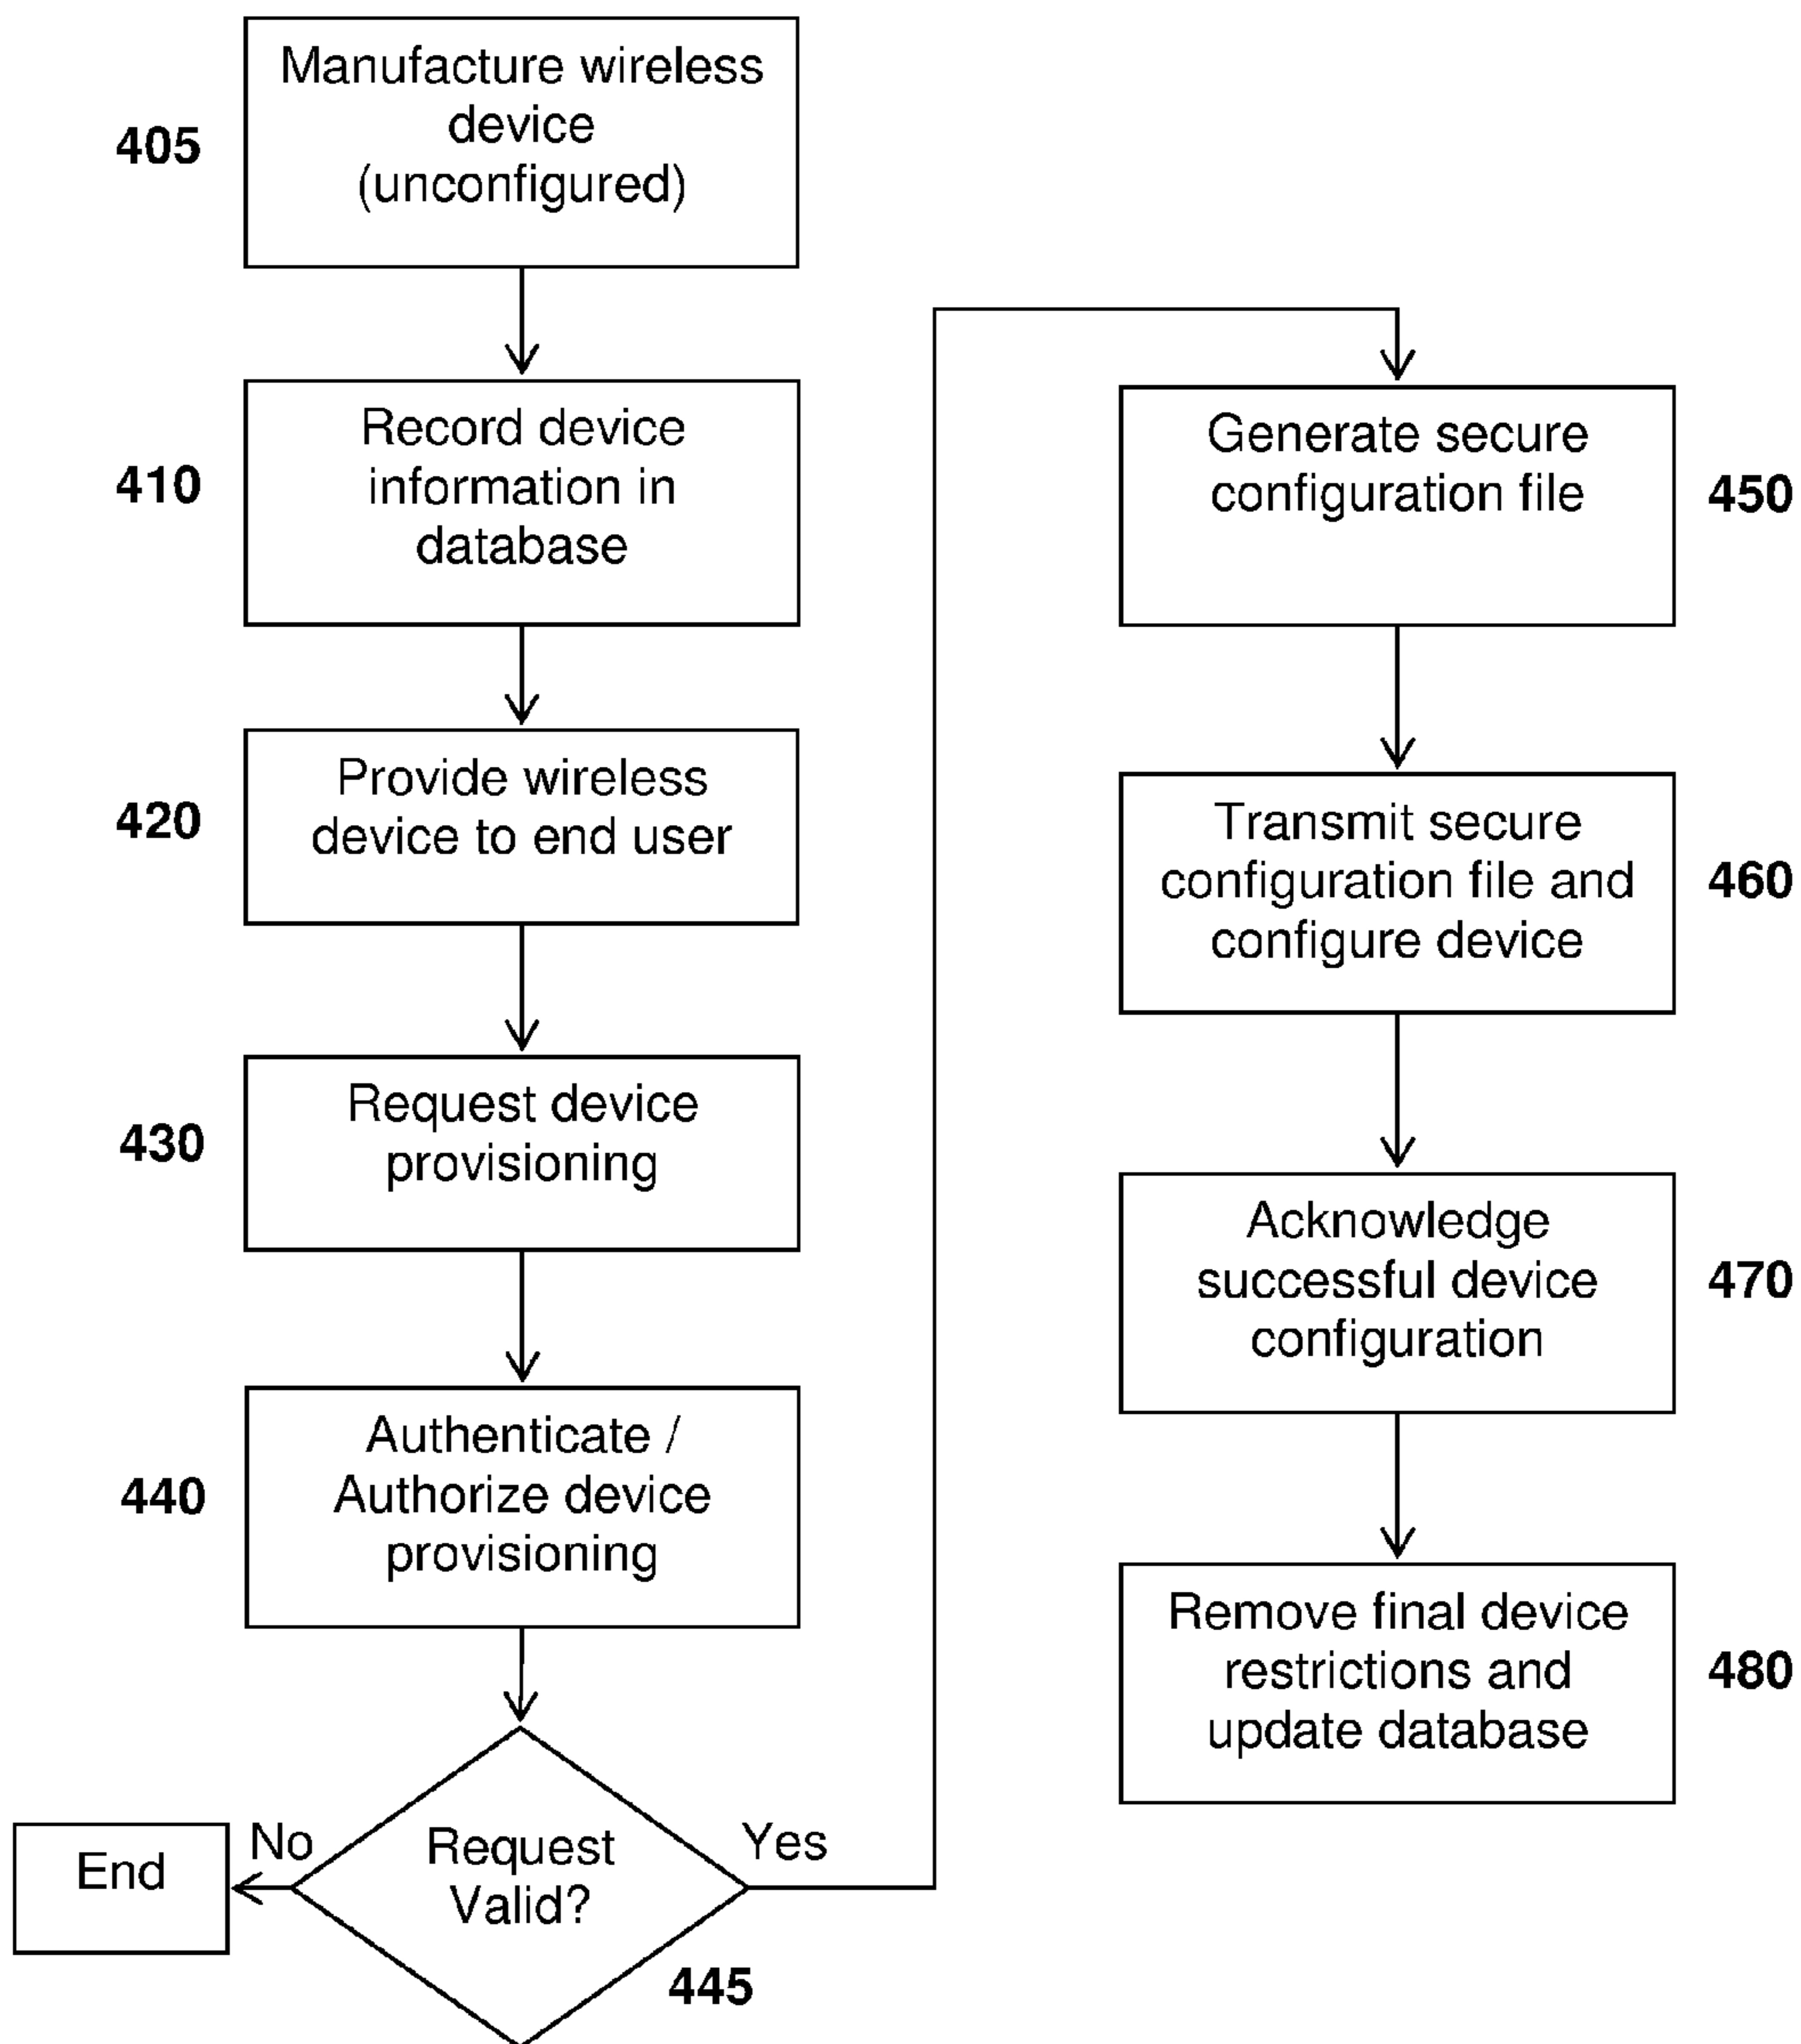 Manufacture wireless
device
(unconfigured)
405
Record device
information in
database
410
Provide wireless
device to end user
420
Request device
provisioning
430
Authenticate /
Authorize device
provisioning
440
Request
Valid?
445
No
End
Yes
Generate secure
configuration file
450
Transmit secure
configuration file and
configure device
460
Acknowledge
successful device
configuration
470
Remove final device
restrictions and
update database
480